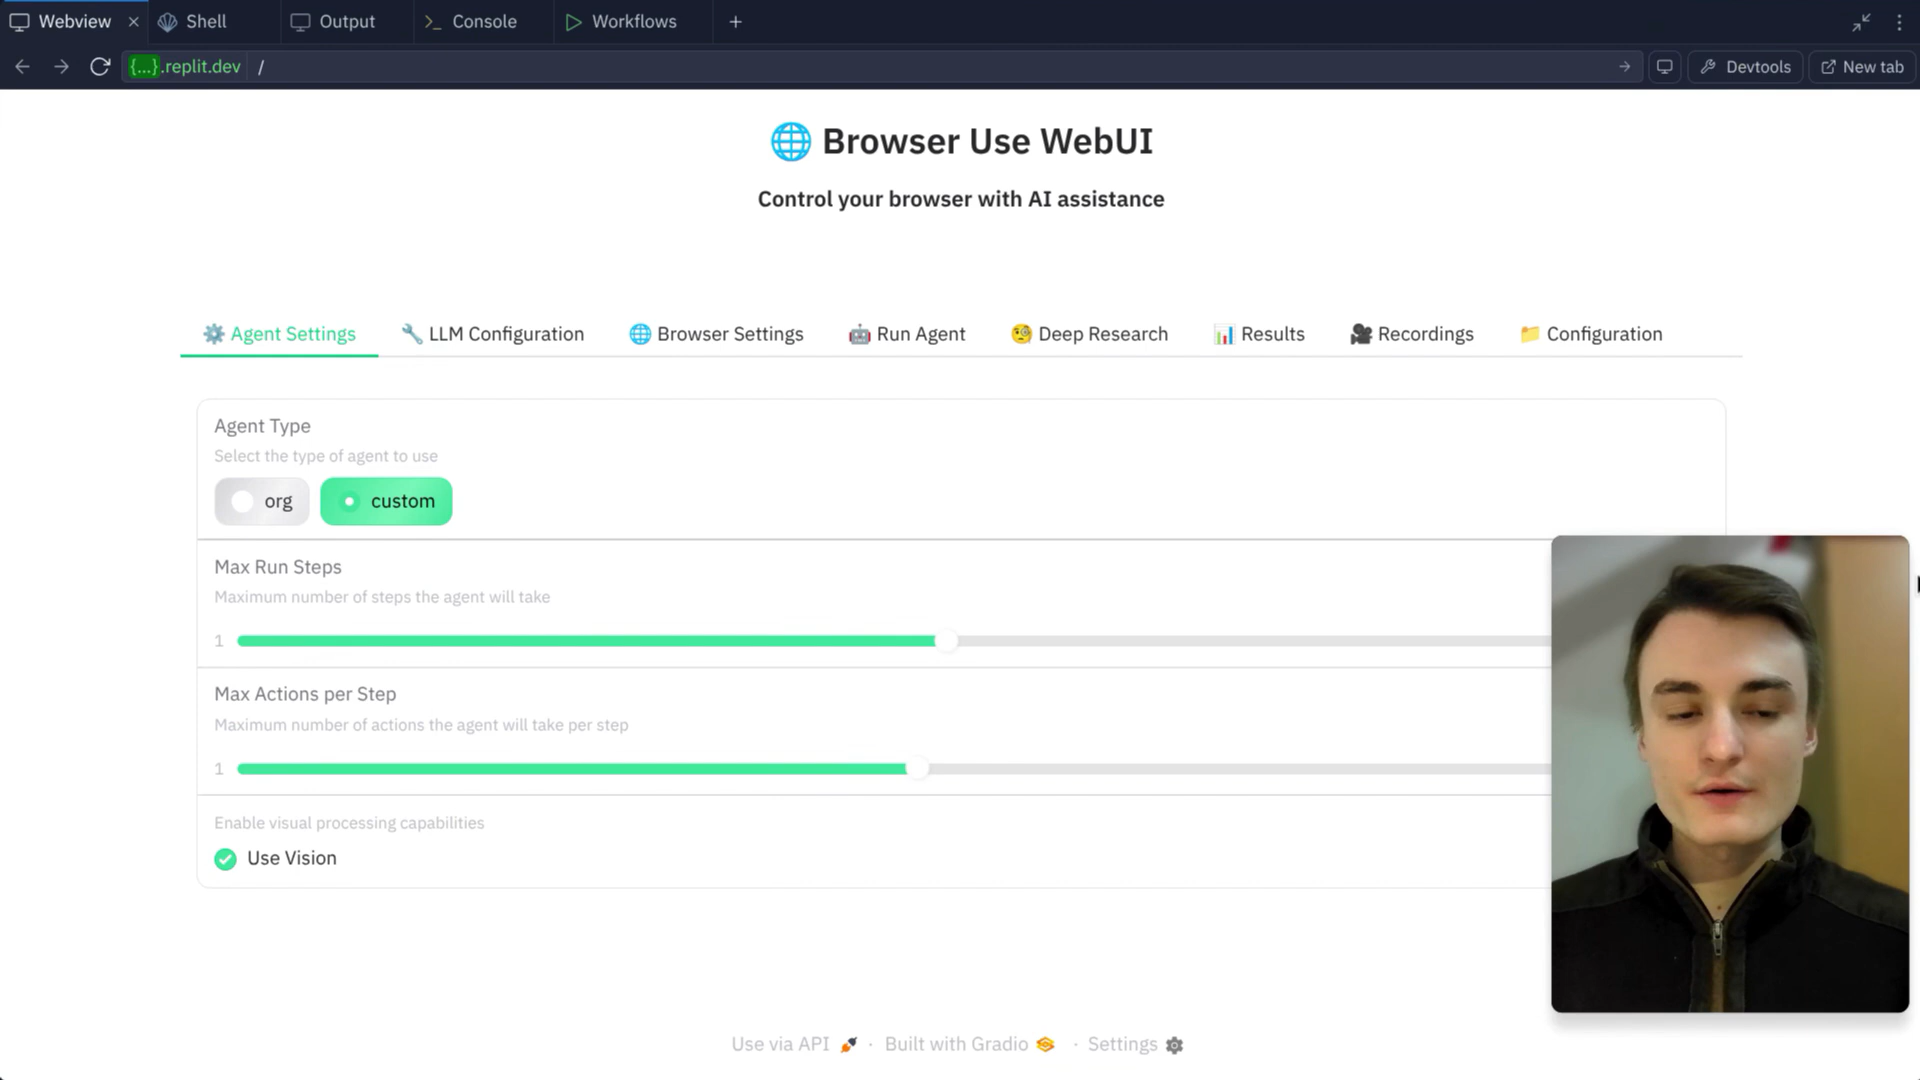 Webview
Shell
Output
Console
Workflows
{...}.replit.dev /
Devtools
New tab
Browser Use WebUI
Control your browser with AI assistance
Agent Settings
LLM Configuration
Browser Settings
Run Agent
Deep Research
Results
Recordings
Configuration
Agent Type
Select the type of agent to use
org
custom
Max Run Steps
Maximum number of steps the agent will take
1
Max Actions per Step
Maximum number of actions the agent will take per step
1
Enable visual processing capabilities
Use Vision
Use via API · Built with Gradio · Settings